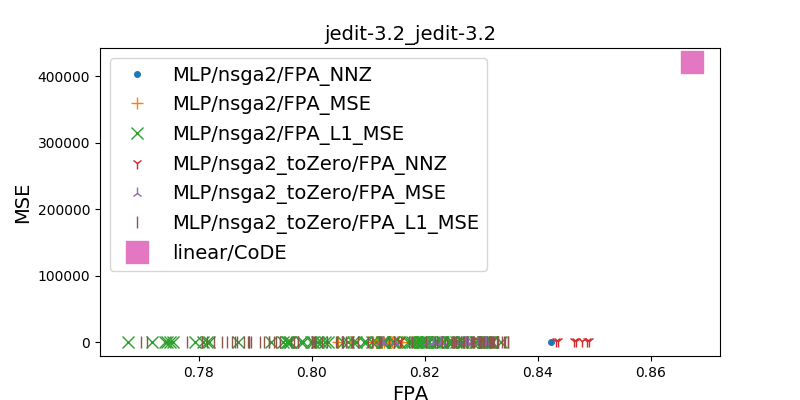 jedit-3.2_jedit-3.2
MLP/nsga2/FPA_NNZ
MLP/nsga2/FPA_MSE
MLP/nsga2/FPA_L1_MSE
MLP/nsga2_toZero/FPA_NNZ
MLP/nsga2_toZero/FPA_MSE
MLP/nsga2_toZero/FPA_L1_MSE
linear/CoDE
MSE
400000
300000
200000
100000
0
0.78 0.80 0.82 0.84 0.86
FPA